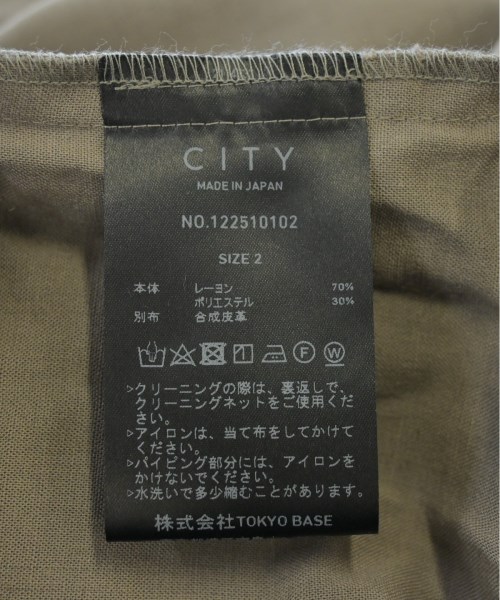 CITY
MADE IN JAPAN
NO.122510102
SIZE 2
本体 レーヨン 70%
ポリエステル 30%
別布 合成皮革
F W
▷クリーニングの際は、裏返しで、
クリーニングネットをご使用くだ
さい。
▷アイロンは、当て布をしてかけて
ください。
▷パイピング部分には、アイロンを
かけないでください。
▷水洗いで多少縮むことがあります。
株式会社TOKYO BASE